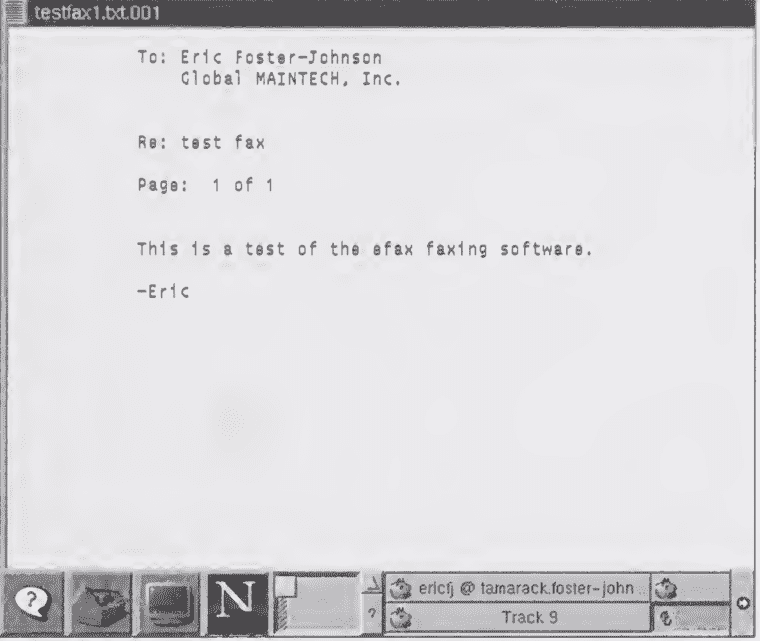 testfax1.txt.001
To: Eric Foster-Johnson
Global MAINTECH, Inc.
Re: test fax
Page: 1 of 1
This is a test of the efax faxing software.
-Eric
?
N
?
ericfj @ tamarack.foster-john...
Track 9